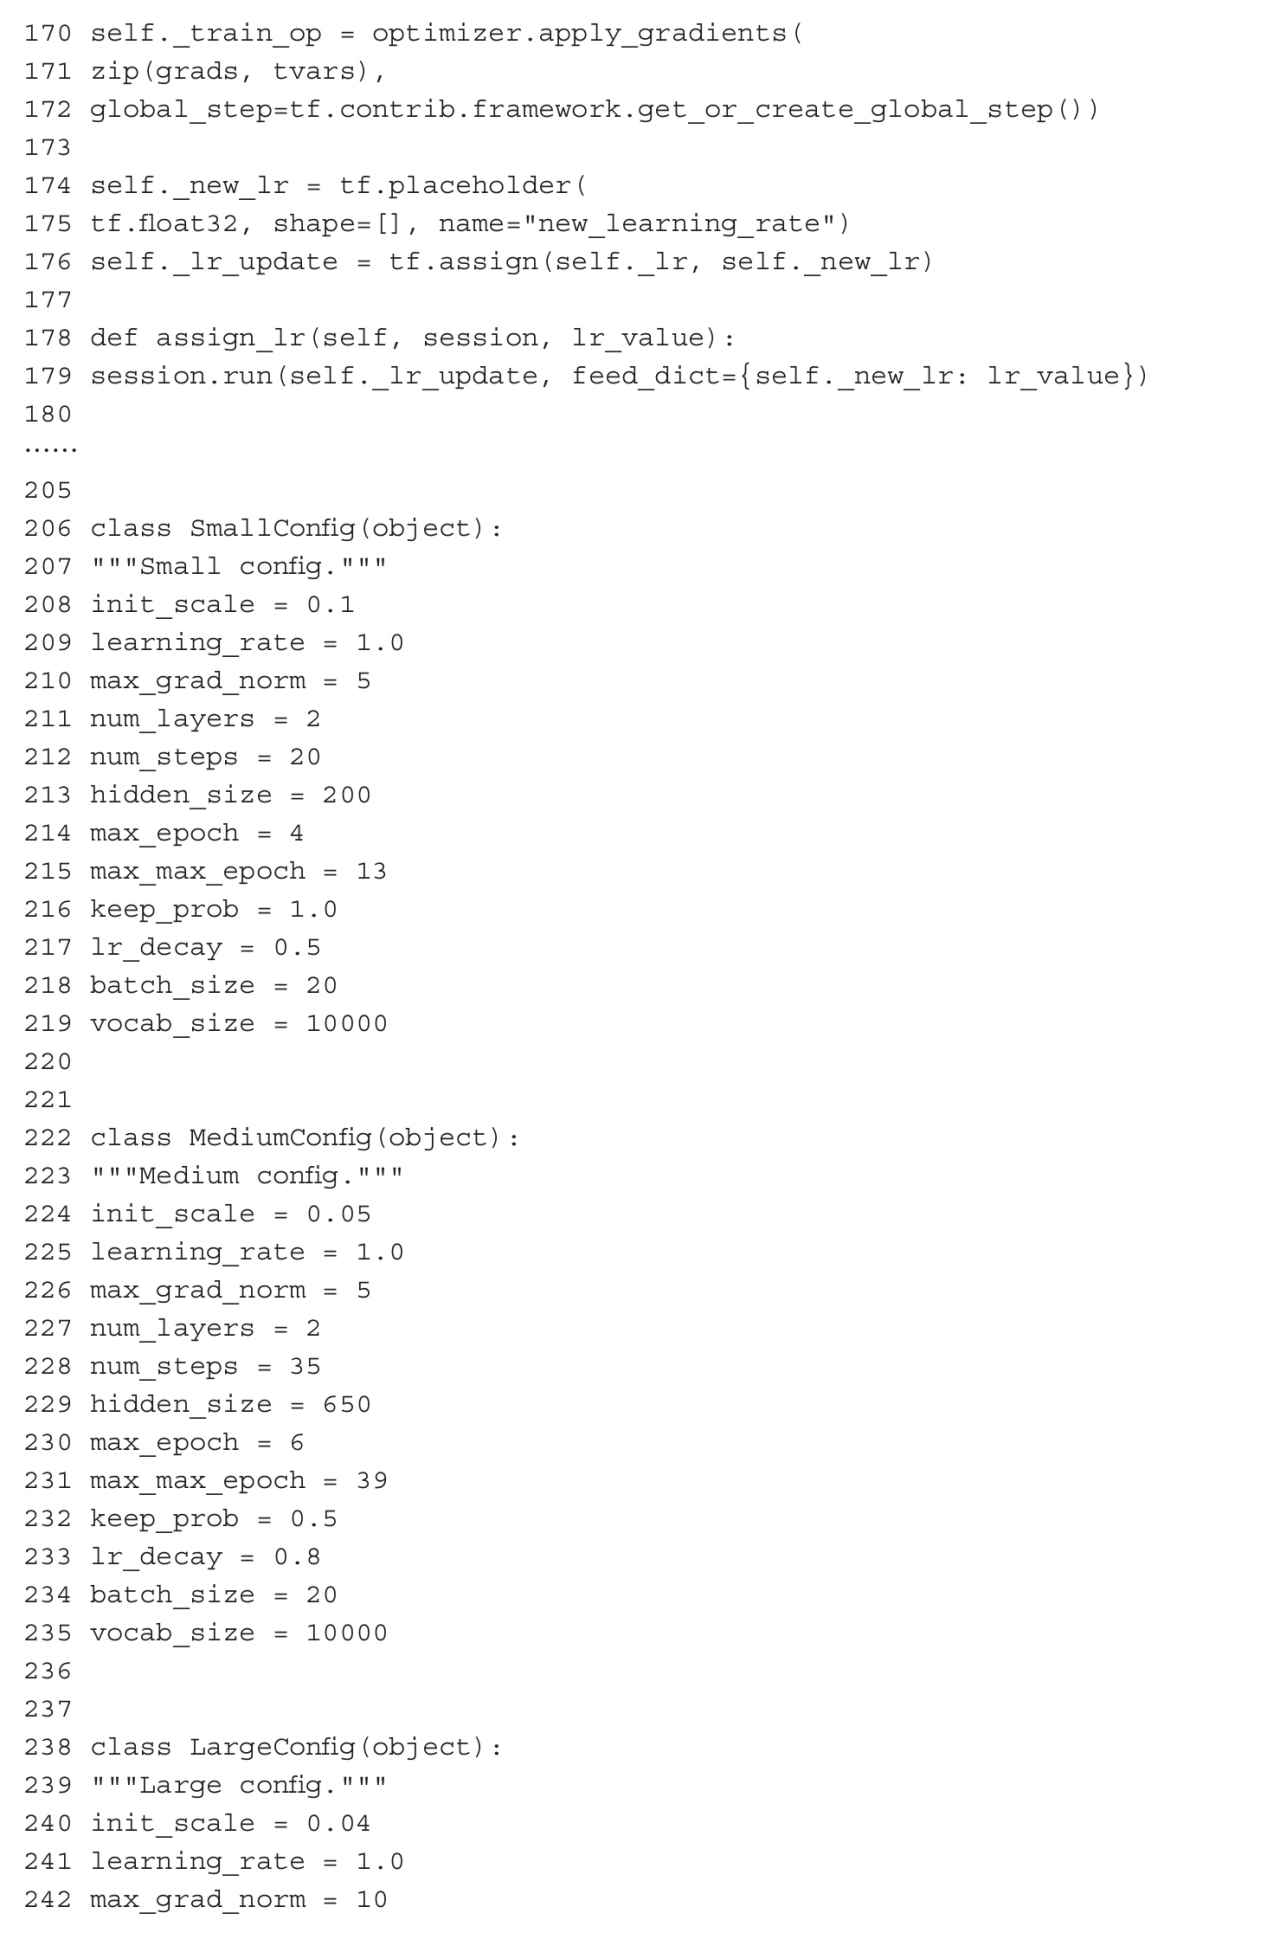 170 self._train_op = optimizer.apply_gradients(
171 zip(grads, tvars),
172 global_step=tf.contrib.framework.get_or_create_global_step())
173
174 self._new_lr = tf.placeholder(
175 tf.float32, shape=[], name="new_learning_rate")
176 self._lr_update = tf.assign(self._lr, self._new_lr)
177
178 def assign_lr(self, session, lr_value):
179 session.run(self._lr_update, feed_dict={self._new_lr: lr_value})
180
······
205
206 class SmallConfig(object):
207 """Small config."""
208 init_scale = 0.1
209 learning_rate = 1.0
210 max_grad_norm = 5
211 num_layers = 2
212 num_steps = 20
213 hidden_size = 200
214 max_epoch = 4
215 max_max_epoch = 13
216 keep_prob = 1.0
217 lr_decay = 0.5
218 batch_size = 20
219 vocab_size = 10000
220
221
222 class MediumConfig(object):
223 """Medium config."""
224 init_scale = 0.05
225 learning_rate = 1.0
226 max_grad_norm = 5
227 num_layers = 2
228 num_steps = 35
229 hidden_size = 650
230 max_epoch = 6
231 max_max_epoch = 39
232 keep_prob = 0.5
233 lr_decay = 0.8
234 batch_size = 20
235 vocab_size = 10000
236
237
238 class LargeConfig(object):
239 """Large config."""
240 init_scale = 0.04
241 learning_rate = 1.0
242 max_grad_norm = 10